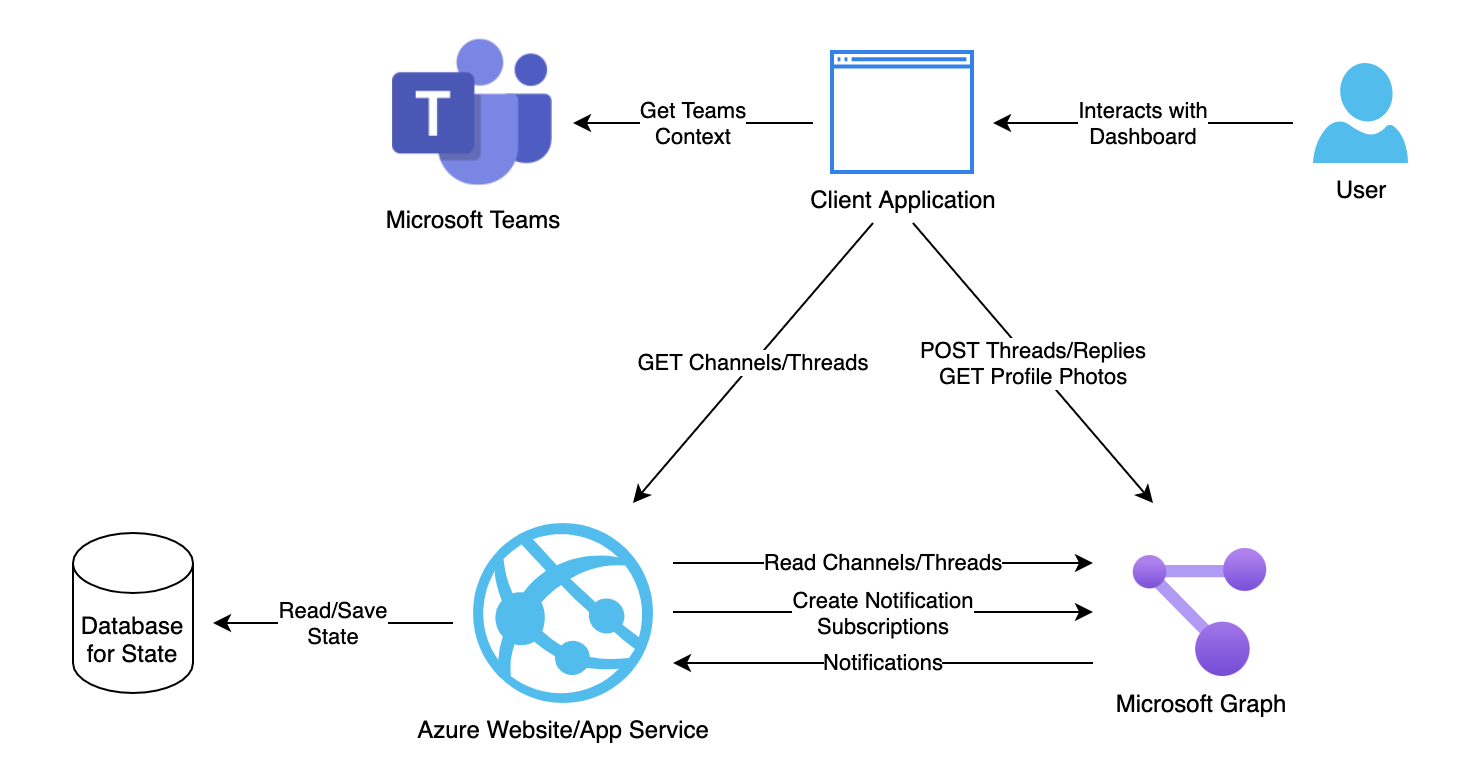 T
Get Teams
Context
Interacts with
Dashboard
Microsoft Teams
Client Application
User
GET Channels/Threads
POST Threads/Replies
GET Profile Photos
Database
for State
Read/Save
State
Read Channels/Threads
Create Notification
Subscriptions
Notifications
Azure Website/App Service
Microsoft Graph